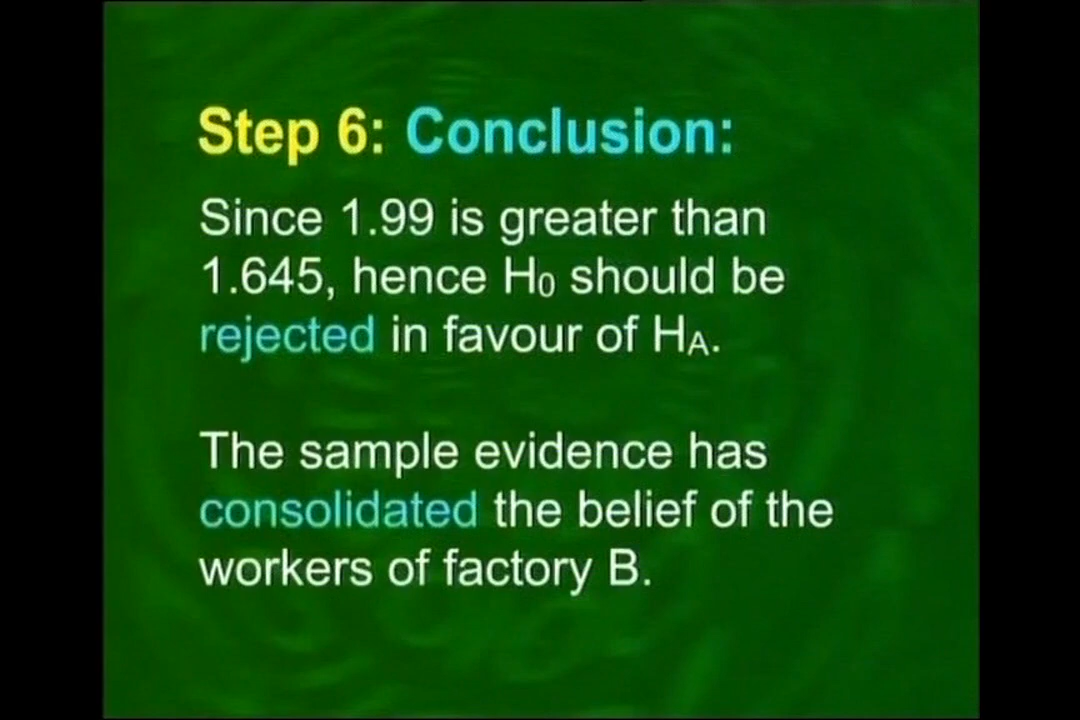 Step 6: Conclusion:
Since 1.99 is greater than
1.645, hence H₀ should be
rejected in favour of Hᴀ.
The sample evidence has
consolidated the belief of the
workers of factory B.